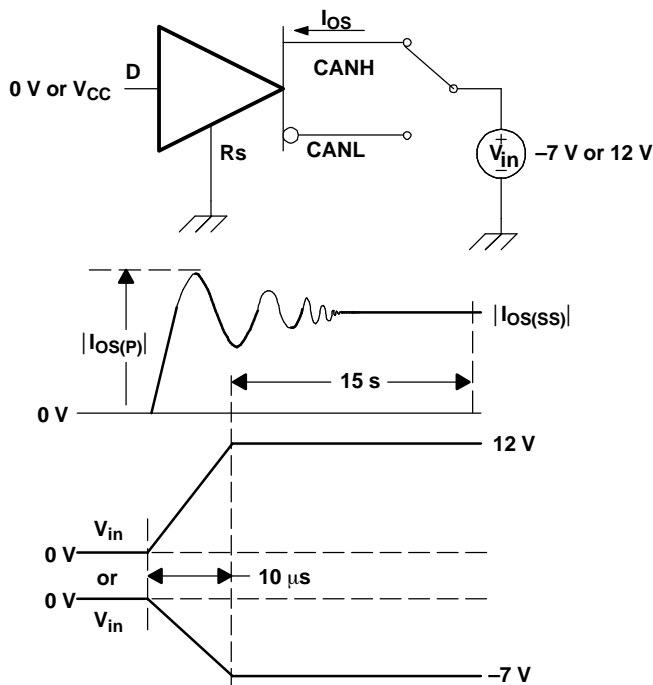 I_OS
D
CANH
0 V or V_CC
Rs
CANL
+
V_in
−
–7 V or 12 V
|I_OS(P)|
|I_OS(SS)|
15 s
0 V
12 V
V_in
0 V
or
10 μs
0 V
V_in
–7 V